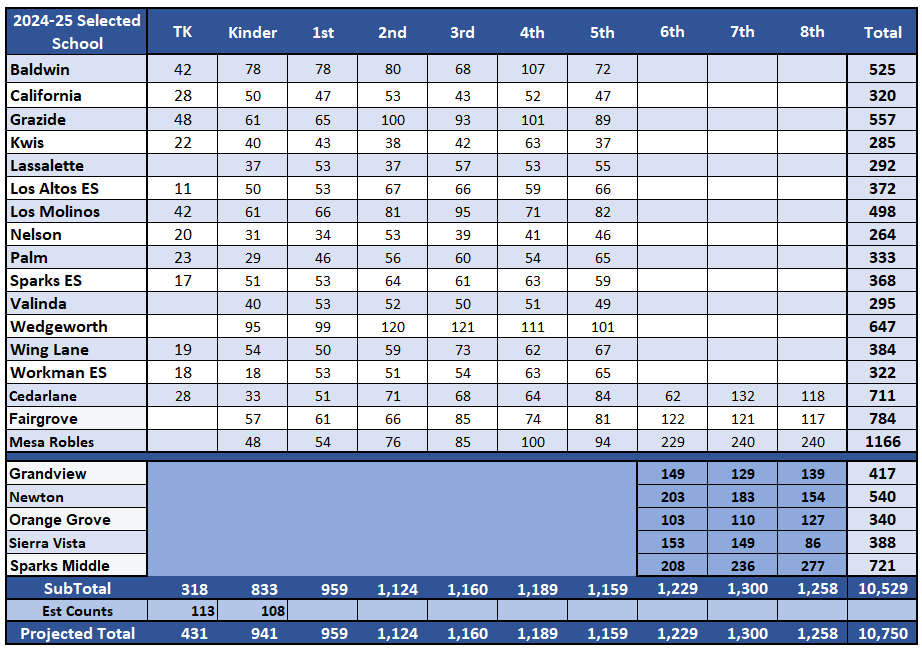 2024-25 Selected School TK Kinder 1st 2nd 3rd 4th 5th 6th 7th 8th Total
Baldwin 42 78 78 80 68 107 72 525
California 28 50 47 53 43 52 47 320
Grazide 48 61 65 100 93 101 89 557
Kwis 22 40 43 38 42 63 37 285
Lassalette 37 53 37 57 53 55 292
Los Altos ES 11 50 53 67 66 59 66 372
Los Molinos 42 61 66 81 95 71 82 498
Nelson 20 31 34 53 39 41 46 264
Palm 23 29 46 56 60 54 65 333
Sparks ES 17 51 53 64 61 63 59 368
Valinda 40 53 52 50 51 49 295
Wedgeworth 95 99 120 121 111 101 647
Wing Lane 19 54 50 59 73 62 67 384
Workman ES 18 18 53 51 54 63 65 322
Cedarlane 28 33 51 71 68 64 84 62 132 118 711
Fairgrove 57 61 66 85 74 81 122 121 117 784
Mesa Robles 48 54 76 85 100 94 229 240 240 1166
Grandview 149 129 139 417
Newton 203 183 154 540
Orange Grove 103 110 127 340
Sierra Vista 153 149 86 388
Sparks Middle 208 236 277 721
SubTotal 318 833 959 1,124 1,160 1,189 1,159 1,229 1,300 1,258 10,529
Est Counts 113 108
Projected Total 431 941 959 1,124 1,160 1,189 1,159 1,229 1,300 1,258 10,750